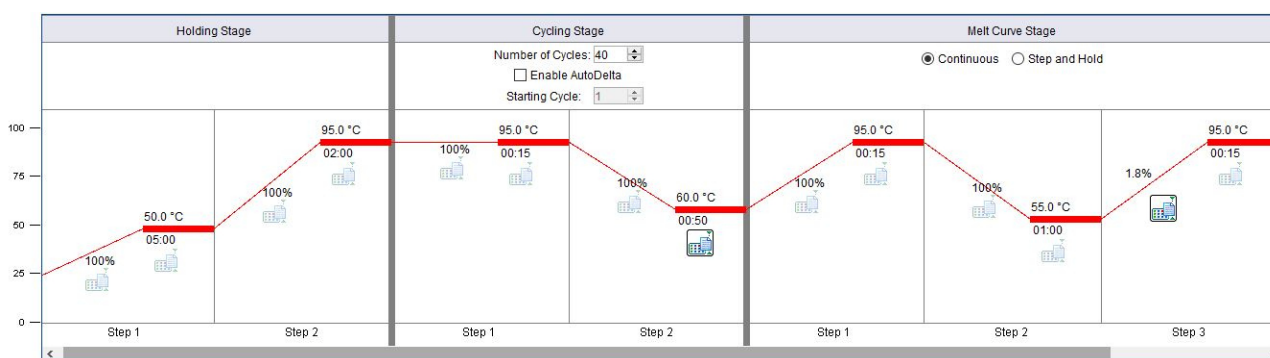 Holding Stage
Cycling Stage
Melt Curve Stage
Number of Cycles: 40
Enable AutoDelta
Starting Cycle: 1
Continuous
Step and Hold
100
75
50
25
0
100%
50.0 °C
05:00
100%
95.0 °C
02:00
100%
95.0 °C
00:15
100%
60.0 °C
00:50
100%
95.0 °C
00:15
100%
55.0 °C
01:00
1.8%
95.0 °C
00:15
Step 1
Step 2
Step 1
Step 2
Step 1
Step 2
Step 3